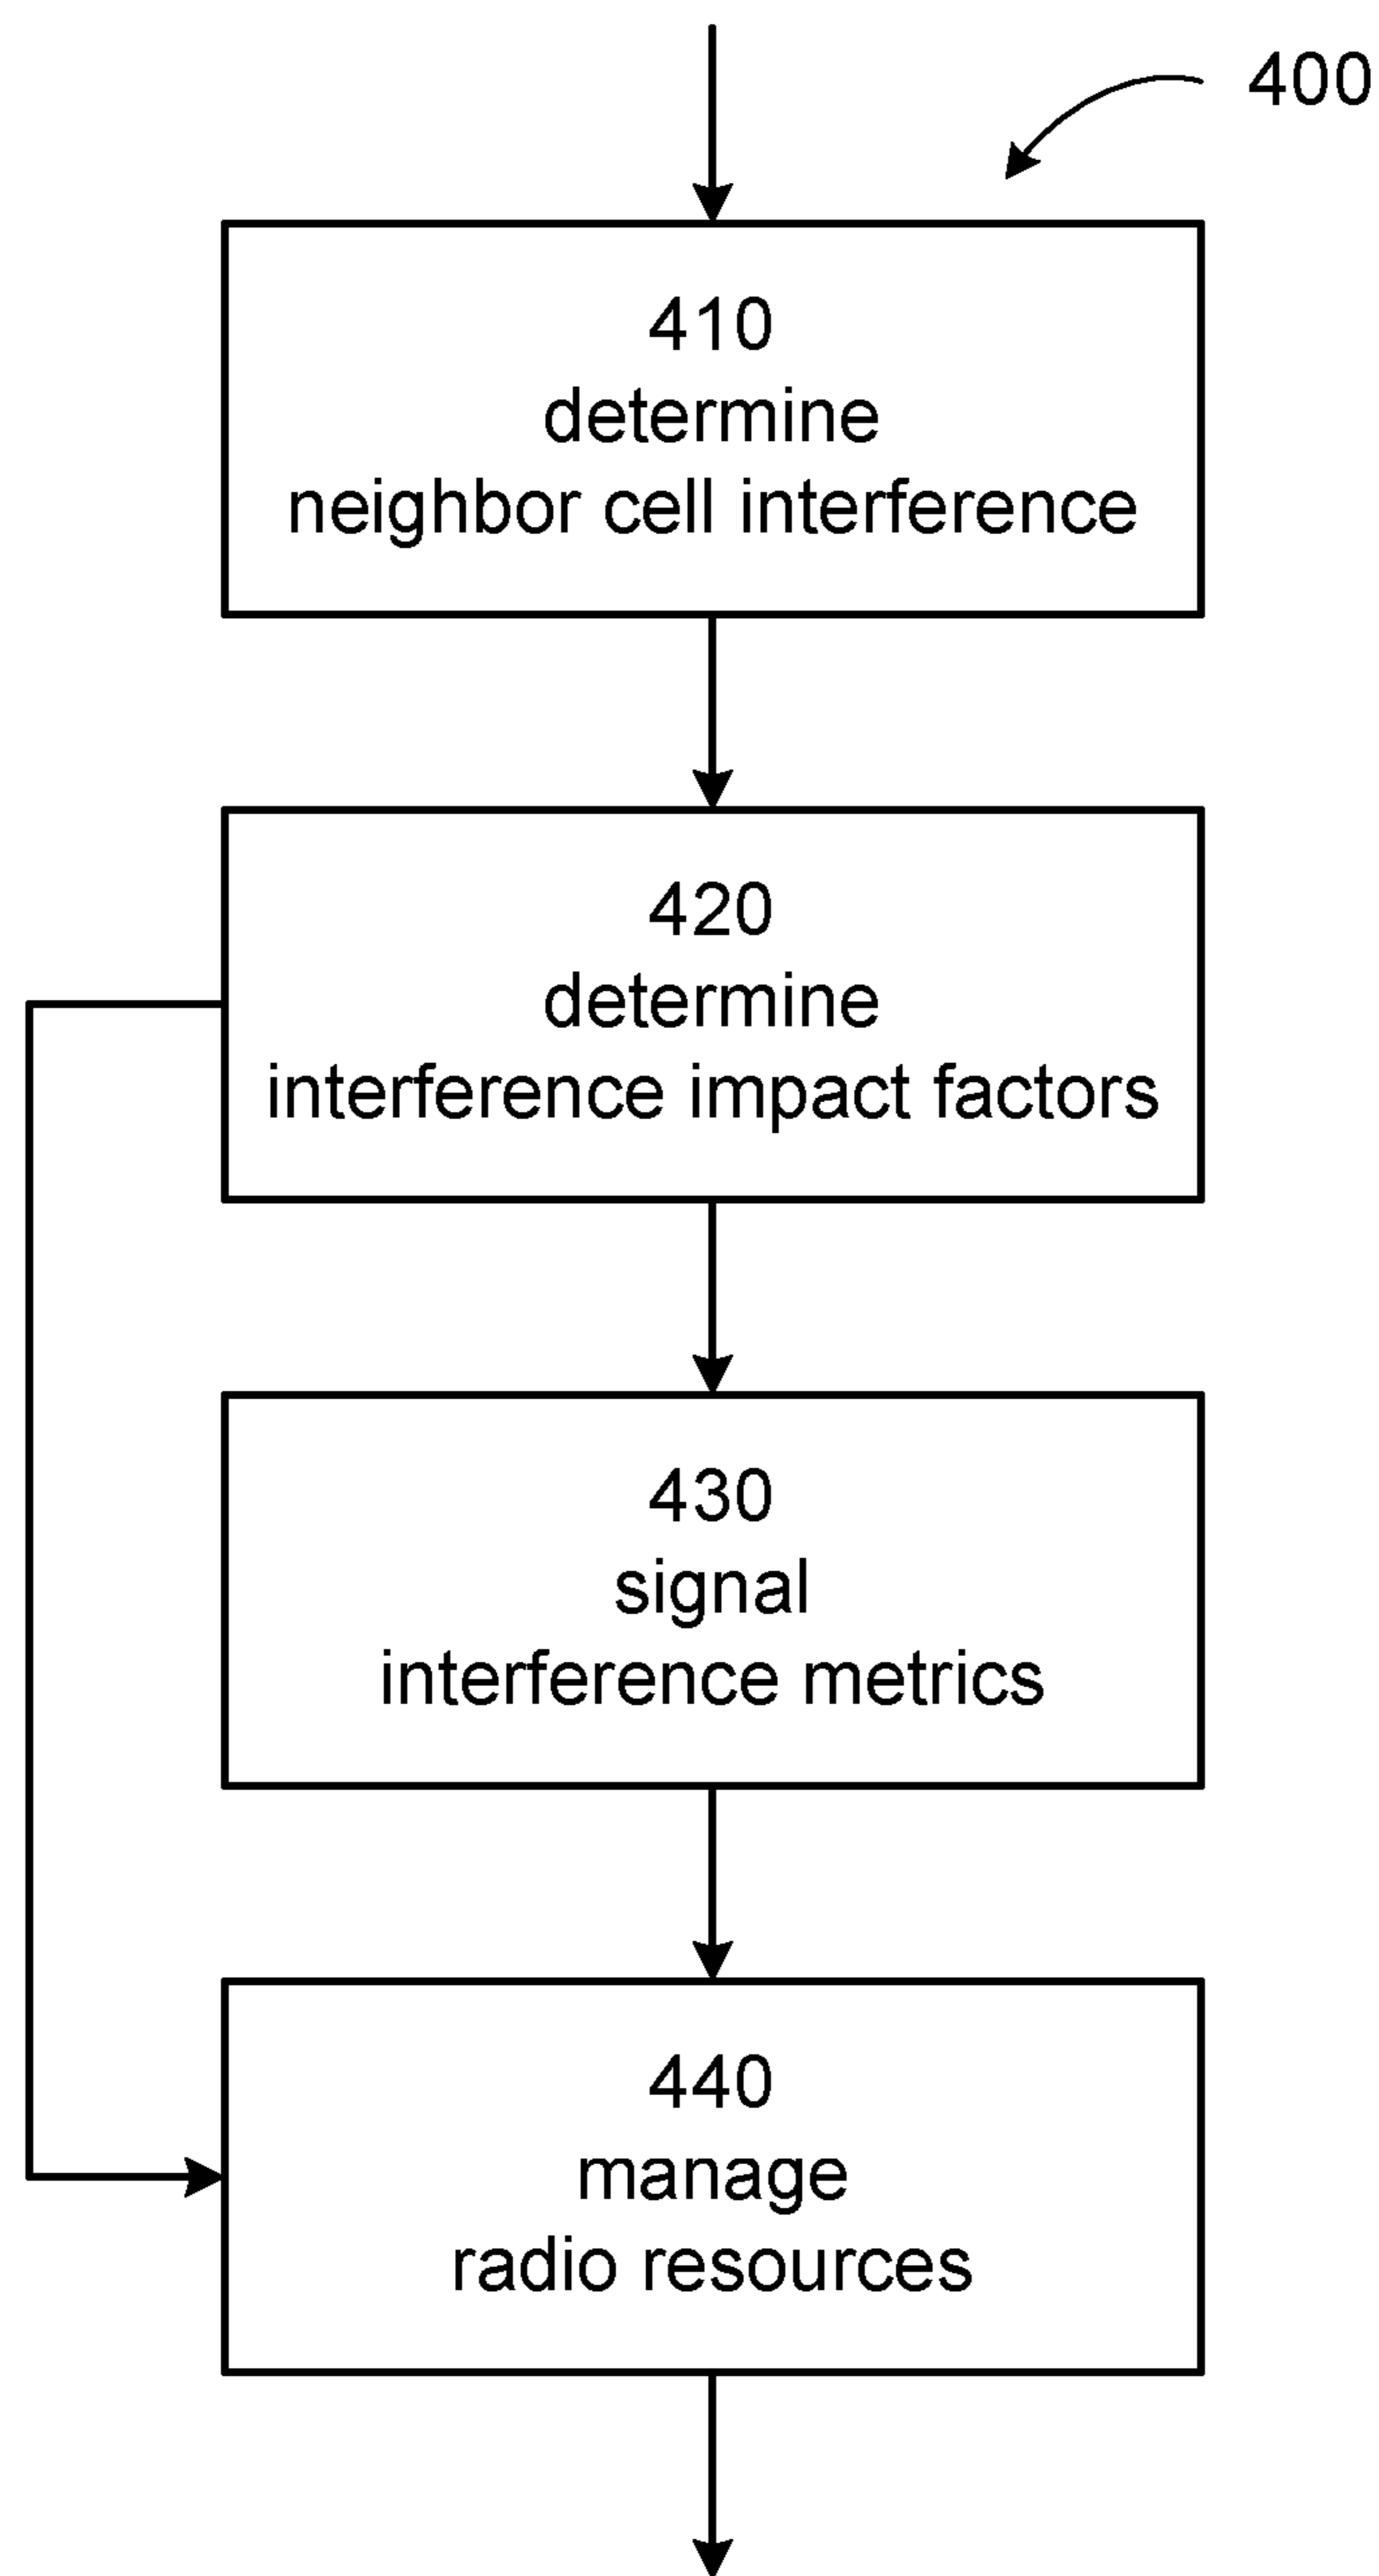 400
410
determine
neighbor cell interference
420
determine
interference impact factors
430
signal
interference metrics
440
manage
radio resources